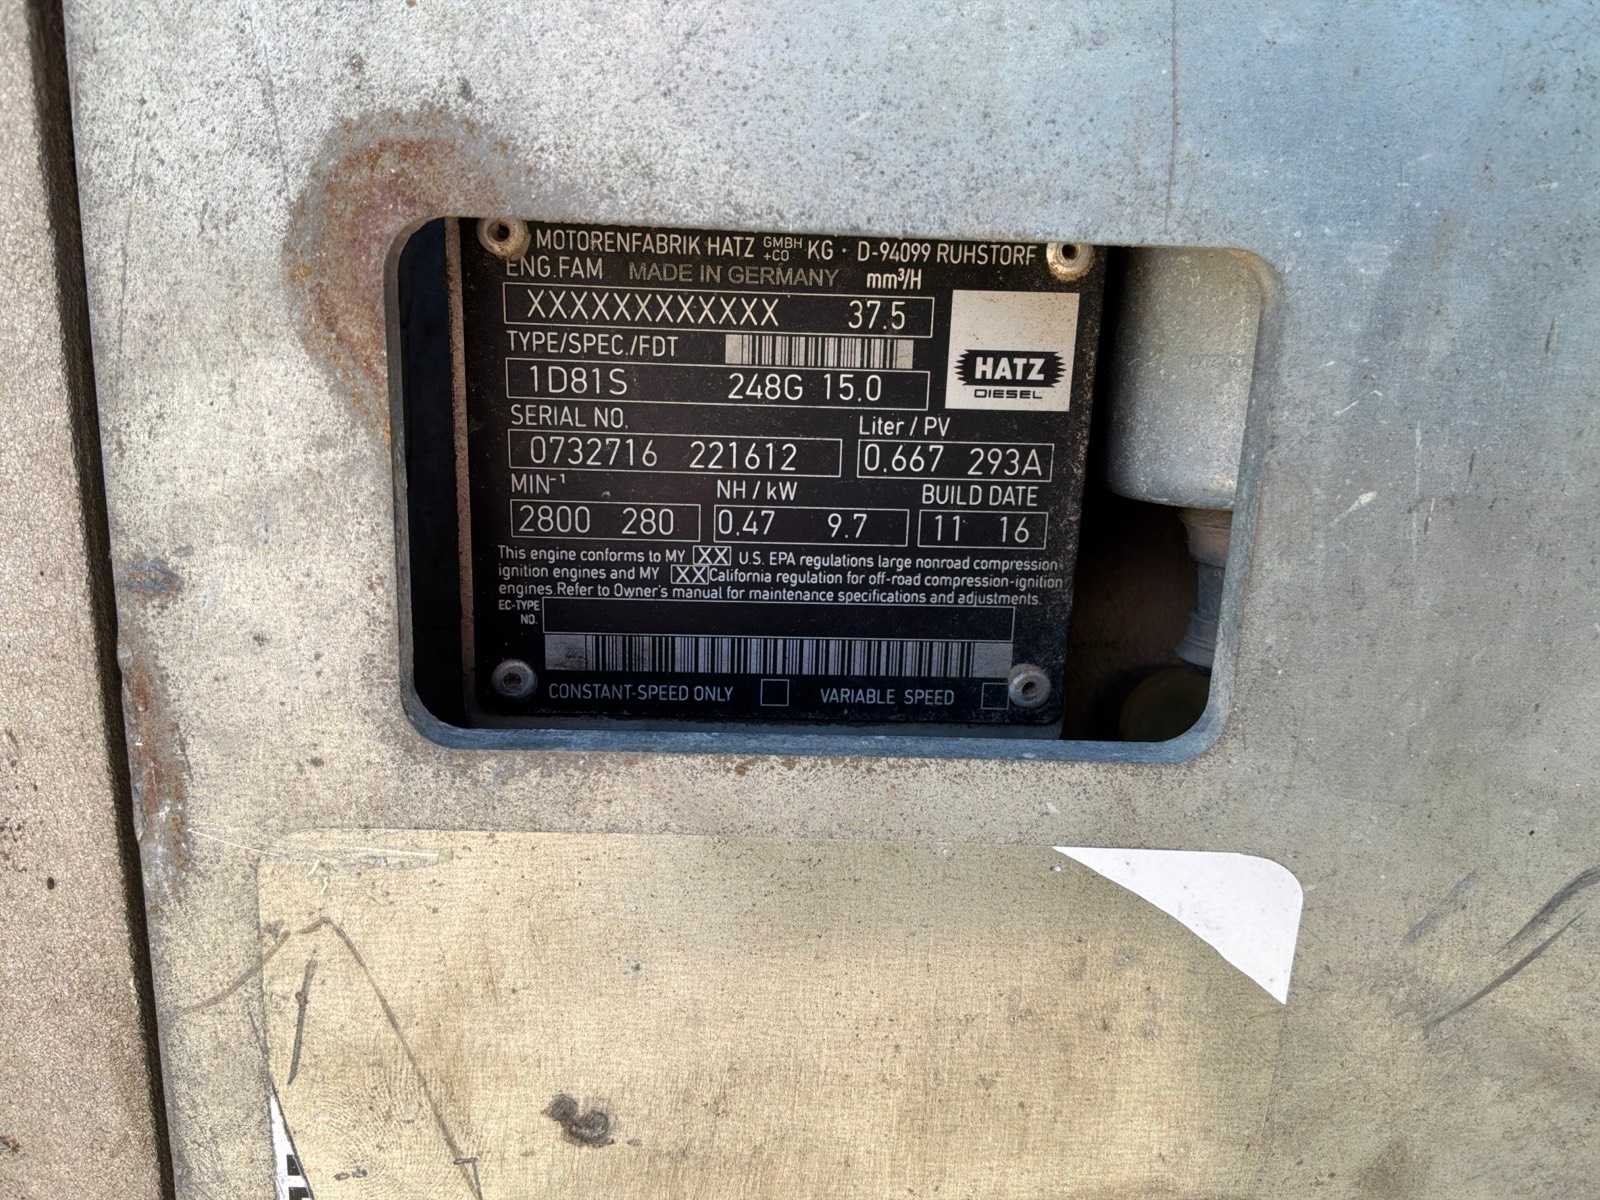 MOTORENFABRIK HATZ GMBH +CO KG · D-94099 RUHSTORF
ENG.FAM MADE IN GERMANY mm³/H
XXXXXXXXXXXX 37.5
TYPE/SPEC./FDT
1D81S 248G 15.0
HATZ
DIESEL
SERIAL NO. Liter / PV
0732716 221612 0.667 293A
MIN⁻¹ NH / kW BUILD DATE
2800 280 0.47 9.7 11 16
This engine conforms to MY XX U.S. EPA regulations large nonroad compression-
ignition engines and MY XX California regulation for off-road compression-ignition
engines.Refer to Owner's manual for maintenance specifications and adjustments.
EC-TYPE
NO.
CONSTANT-SPEED ONLY VARIABLE SPEED